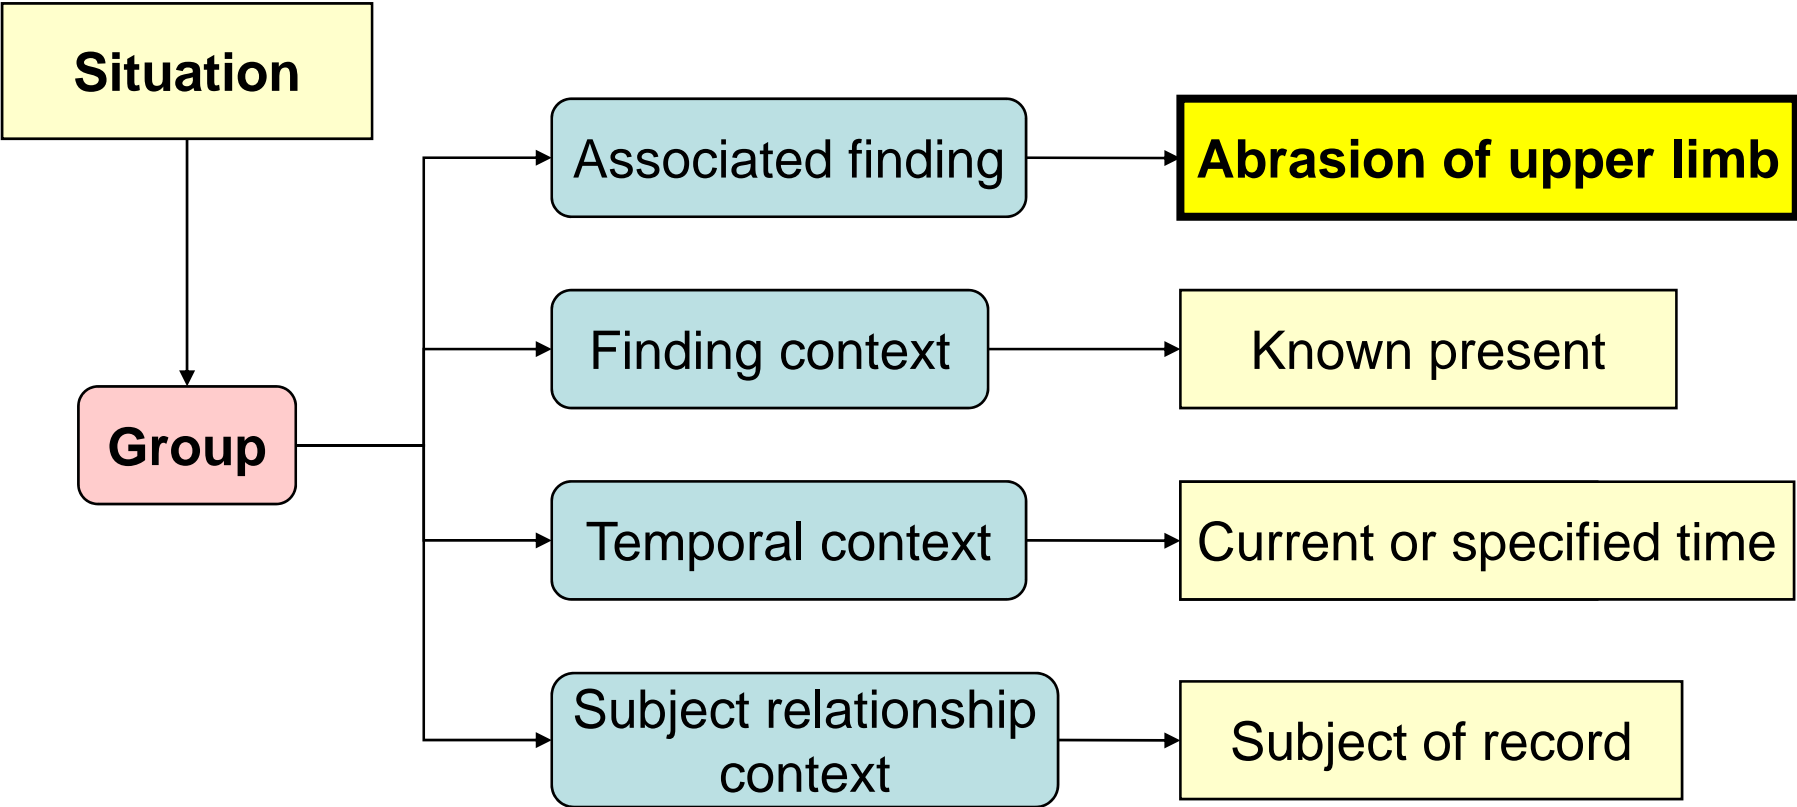 Situation
Associated finding
Abrasion of upper limb
Finding context
Known present
Group
Temporal context
Current or specified time
Subject relationship
context
Subject of record